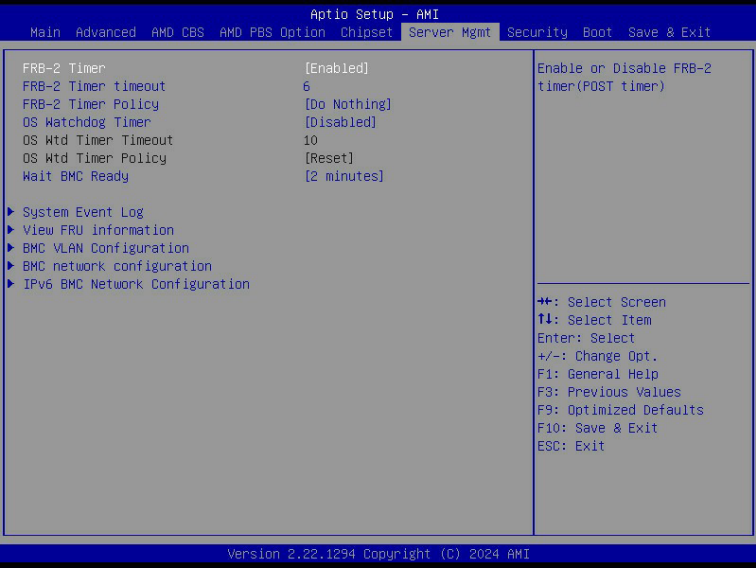 Aptio Setup – AMI
Main Advanced AMD CBS AMD PBS Option Chipset Server Mgmt Security Boot Save & Exit
FRB-2 Timer [Enabled]
FRB-2 Timer timeout 6
FRB-2 Timer Policy [Do Nothing]
OS Watchdog Timer [Disabled]
OS Wtd Timer Timeout 10
OS Wtd Timer Policy [Reset]
Wait BMC Ready [2 minutes]
System Event Log
View FRU information
BMC VLAN Configuration
BMC network configuration
IPv6 BMC Network Configuration
Enable or Disable FRB-2
timer(POST timer)
→←: Select Screen
↑↓: Select Item
Enter: Select
+/-: Change Opt.
F1: General Help
F3: Previous Values
F9: Optimized Defaults
F10: Save & Exit
ESC: Exit
Version 2.22.1294 Copyright (C) 2024 AMI